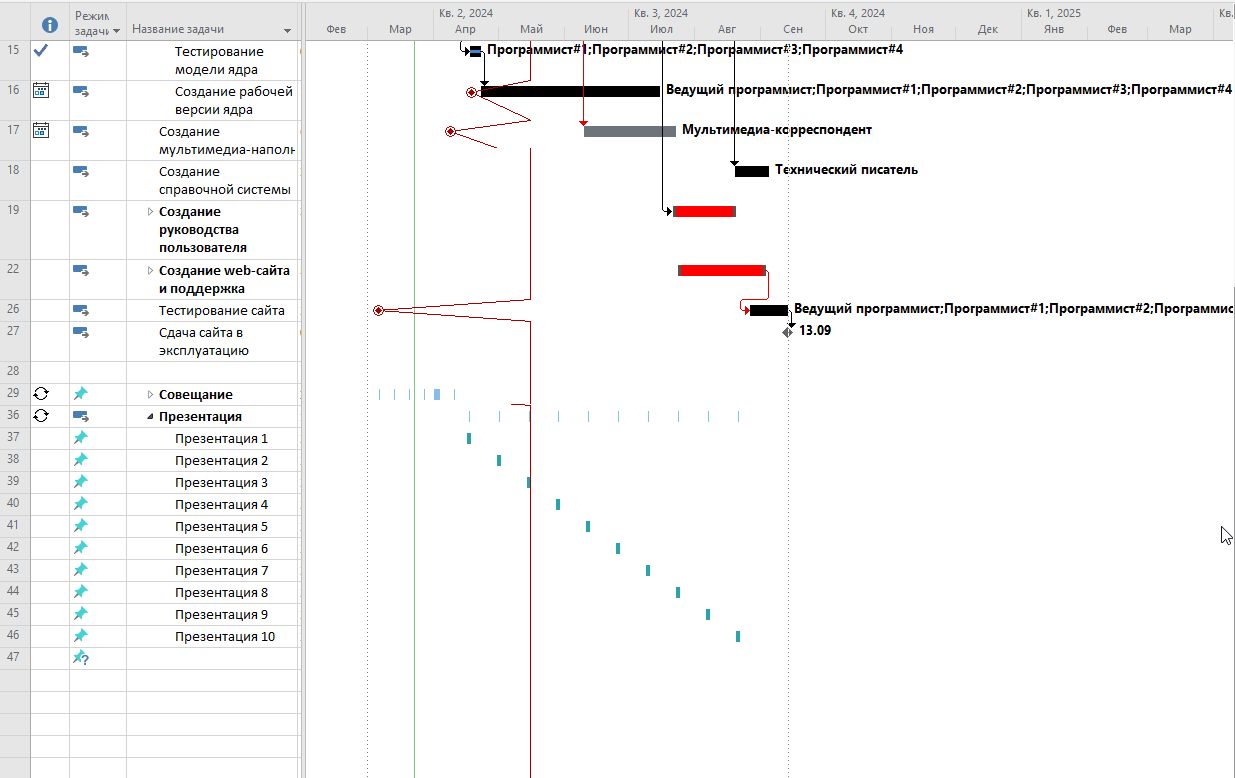 Кв. 2, 2024 Кв. 3, 2024 Кв. 4, 2024 Кв. 1, 2025 Кв.
Фев Мар Апр Май Июн Июл Авг Сен Окт Ноя Дек Янв Фев Мар
Режим
задачи
Название задачи
15 Тестирование
модели ядра
Программист#1;Программист#2;Программист#3;Программист#4
16 Создание рабочей
версии ядра
Ведущий программист;Программист#1;Программист#2;Программист#3;Программист#4
17 Создание
мультимедиа-наполн
Мультимедиа-корреспондент
18 Создание
справочной системы
Технический писатель
19 Создание
руководства
пользователя
22 Создание web-сайта
и поддержка
26 Тестирование сайта
Ведущий программист;Программист#1;Программист#2;Программис
27 Сдача сайта в
эксплуатацию
13.09
28
29 Совещание
36 Презентация
37 Презентация 1
38 Презентация 2
39 Презентация 3
40 Презентация 4
41 Презентация 5
42 Презентация 6
43 Презентация 7
44 Презентация 8
45 Презентация 9
46 Презентация 10
47